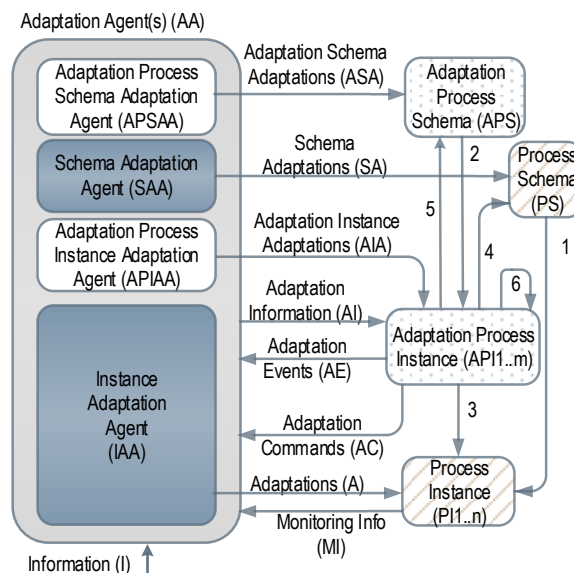 Adaptation Agent(s) (AA)
Adaptation Process
Schema Adaptation
Agent (APSAA)
Adaptation Schema
Adaptations (ASA)
Adaptation
Process
Schema (APS)
Schema Adaptation
Agent (SAA)
Schema
Adaptations (SA)
2
Process
Schema
(PS)
Adaptation Process
Instance Adaptation
Agent (APIAA)
Adaptation Instance
Adaptations (AIA)
5
4
1
6
Instance
Adaptation
Agent
(IAA)
Adaptation
Information (AI)
Adaptation
Events (AE)
Adaptation Process
Instance (API1..m)
Adaptation
Commands (AC)
3
Adaptations (A)
Monitoring Info
(MI)
Process
Instance
(PI1..n)
Information (I)